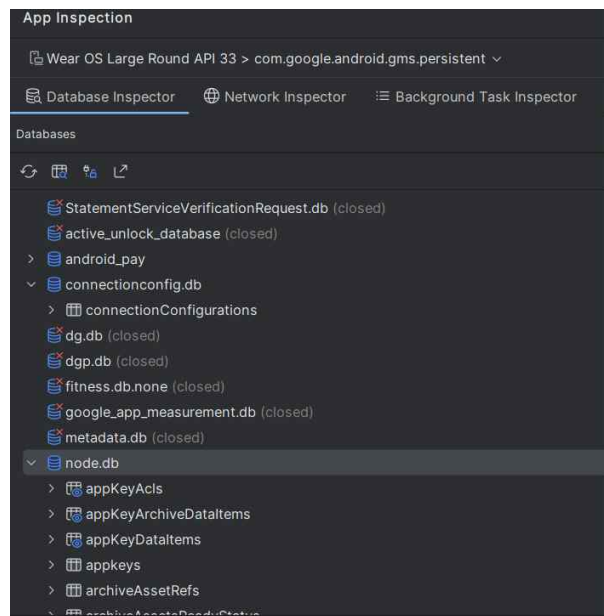 App Inspection
Wear OS Large Round API 33 > com.google.android.gms.persistent
Database Inspector Network Inspector Background Task Inspector
Databases
StatementServiceVerificationRequest.db (closed)
active_unlock_database (closed)
android_pay
connectionconfig.db
connectionConfigurations
dg.db (closed)
dgp.db (closed)
fitness.db.none (closed)
google_app_measurement.db (closed)
metadata.db (closed)
node.db
appKeyAcls
appKeyArchiveDataItems
appKeyDataItems
appkeys
archiveAssetRefs
archiveAssetsReadyStatus